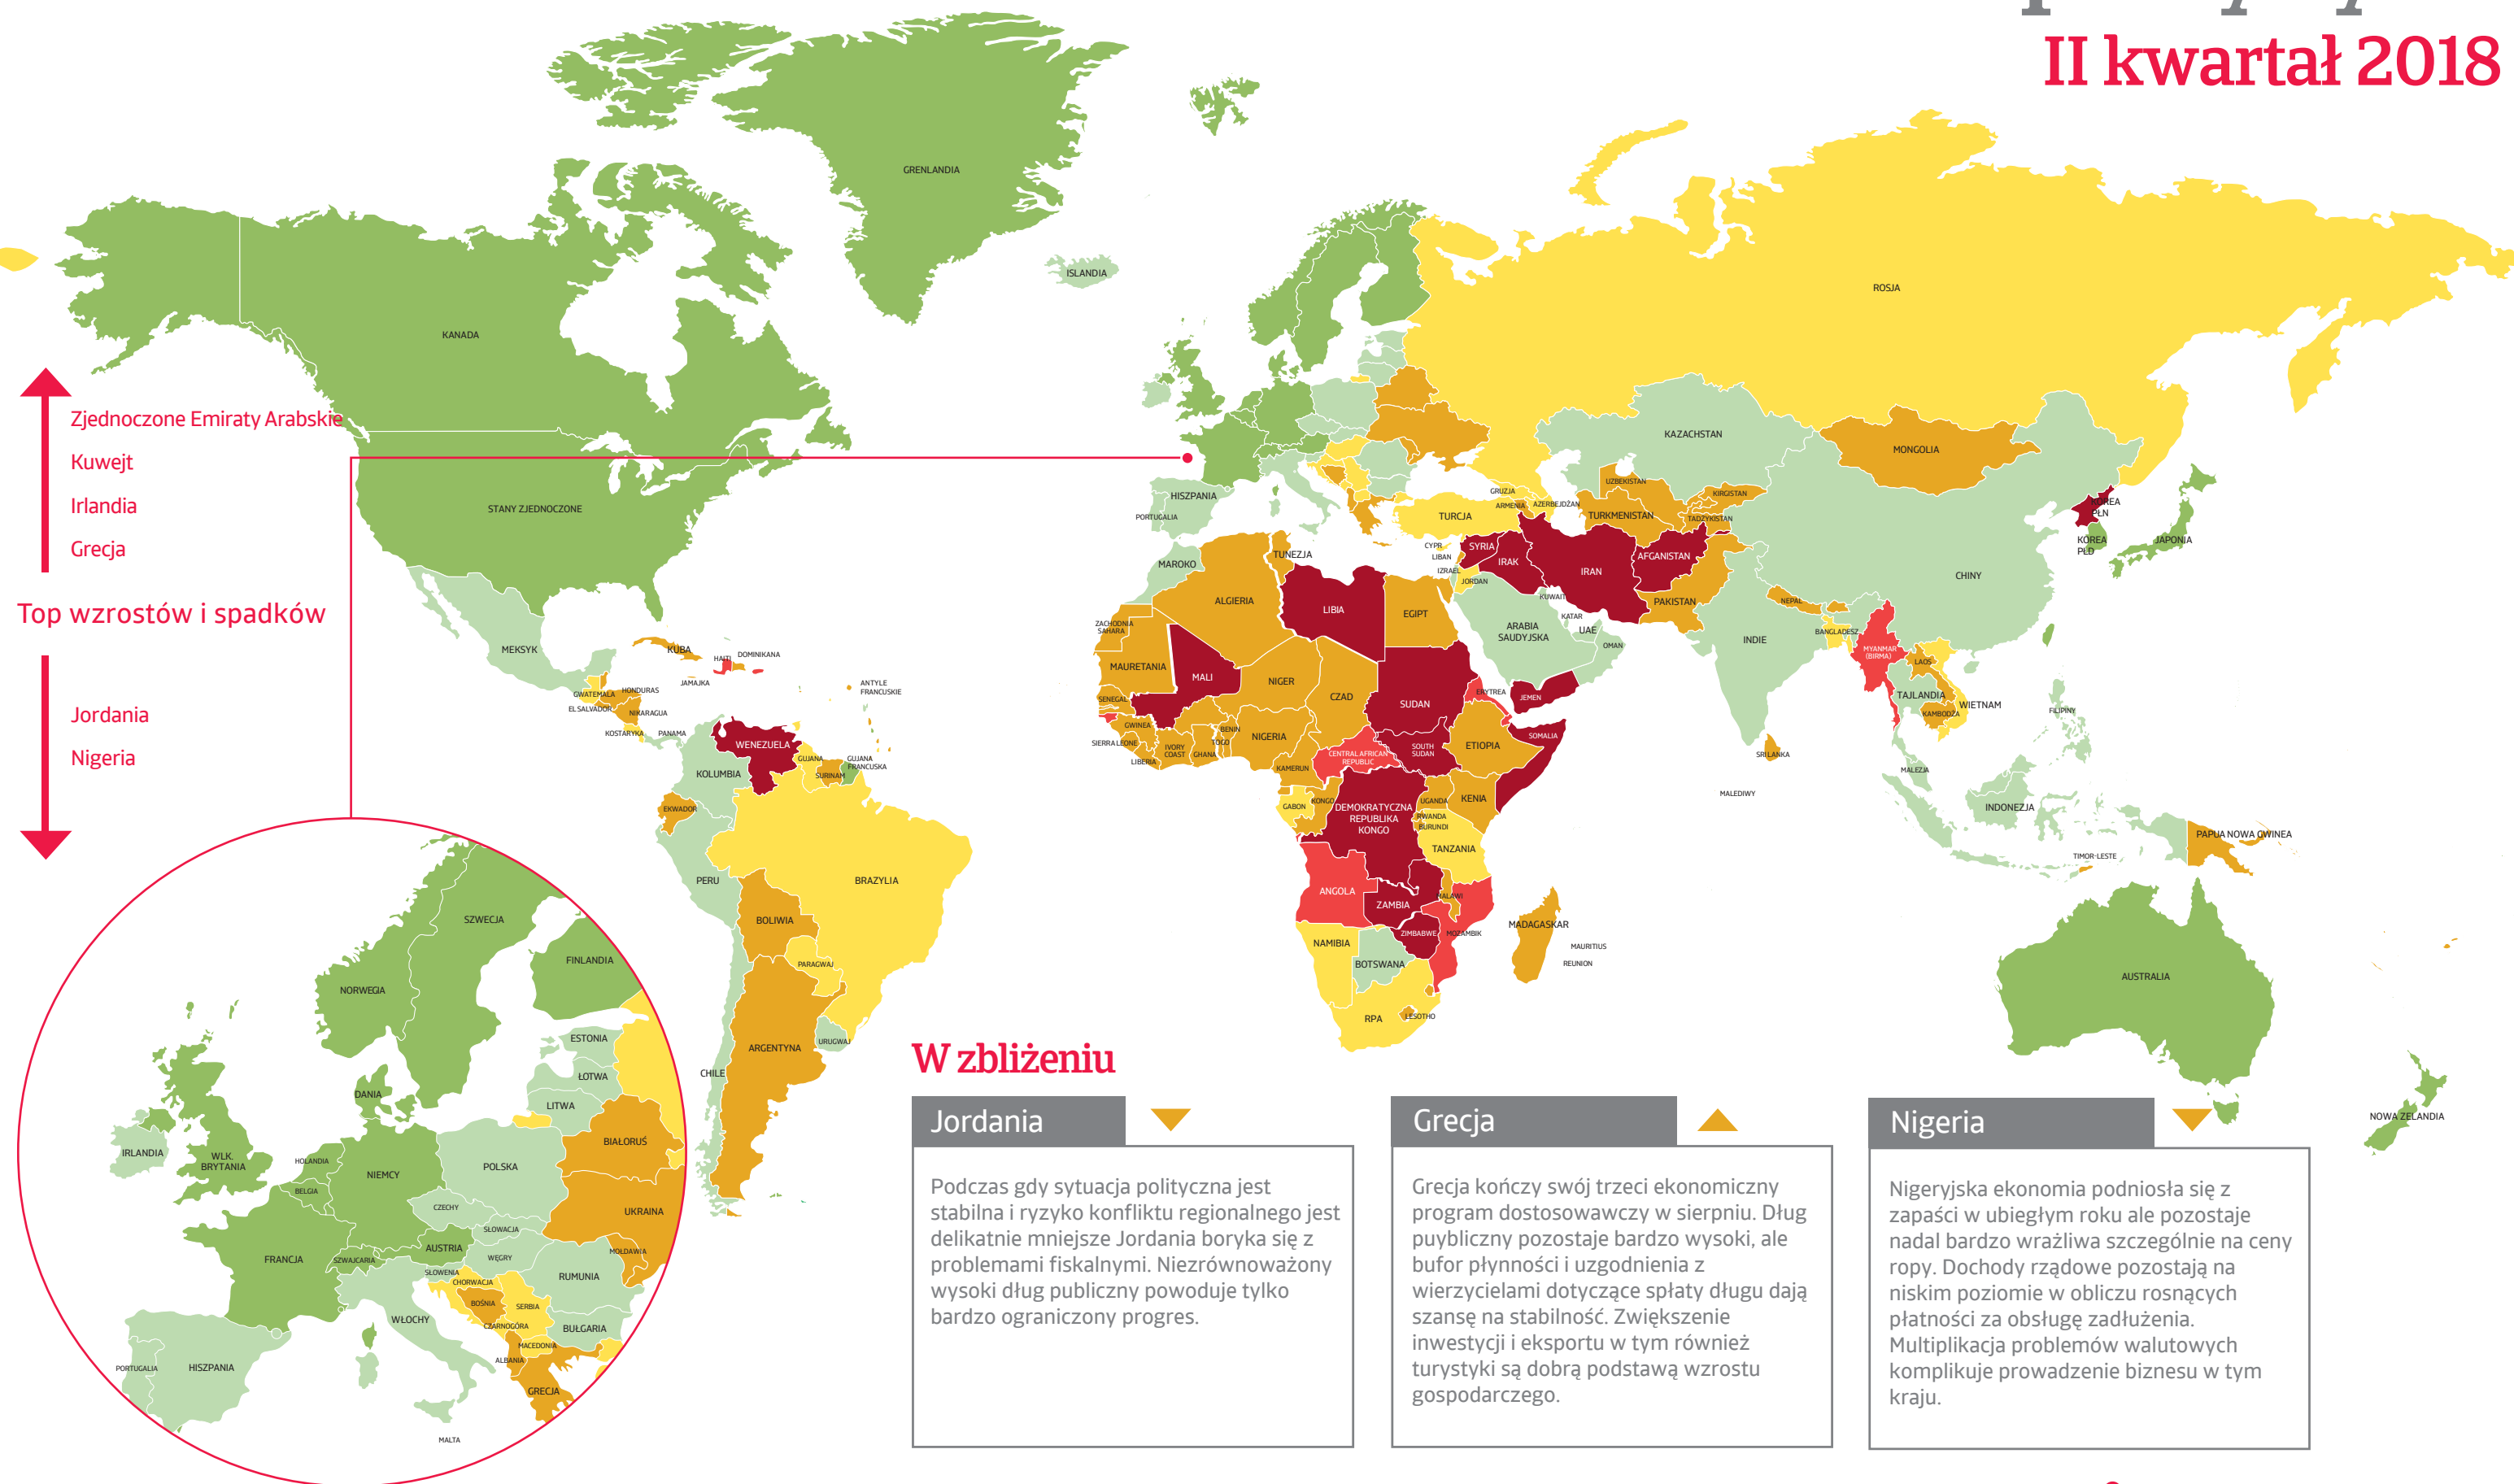 II kwartał 2018
GRENLANDIA
ISLANDIA
KANADA
ROSJA
STANY ZJEDNOCZONE
Zjednoczone Emiraty Arabskie
Kuwejt
Irlandia
Grecja
Top wzrostów i spadków
Jordania
Nigeria
MEKSYK
KUBA
HAITI
DOMINIKANA
JAMAJKA
ANTYLE
FRANCUSKIE
GWATEMALA
HONDURAS
EL SALVADOR
NIKARAGUA
KOSTARYKA
PANAMA
WENEZUELA
KOLUMBIA
GUJANA
SURINAM
GUJANA
FRANCUSKA
EKWADOR
PERU
BRAZYLIA
BOLIWIA
PARAGWAJ
ARGENTYNA
URUGWAJ
CHILE
HISZPANIA
PORTUGALIA
MAROKO
TUNEZJA
ALGIERIA
LIBIA
EGIPT
ZACHODNIA
SAHARA
MAURETANIA
MALI
NIGER
CZAD
SUDAN
ERYTREA
SENEGAL
GWINEA
SIERRA LEONE
LIBERIA
IVORY
COAST
GHANA
TOGO
BENIN
NIGERIA
KAMERUN
CENTRAL AFRICAN
REPUBLIC
SOUTH
SUDAN
ETIOPIA
SOMALIA
GABON
KONGO
DEMOKRATYCZNA
REPUBLIKA
KONGO
UGANDA
KENIA
RWANDA
BURUNDI
TANZANIA
ANGOLA
ZAMBIA
MALAWI
ZIMBABWE
MOZAMBIK
NAMIBIA
BOTSWANA
RPA
LESOTHO
MADAGASKAR
MAURITIUS
REUNION
KAZACHSTAN
MONGOLIA
UZBEKISTAN
KIRGISTAN
GRUZJA
ARMENIA
AZERBEJDŻAN
TURKMENISTAN
TADŻYKISTAN
TURCJA
CYPR
LIBAN
SYRIA
IRAK
IRAN
AFGANISTAN
IZRAEL
JORDAN
KUWAIT
PAKISTAN
KATAR
UAE
ARABIA
SAUDYJSKA
OMAN
JEMEN
KOREA
PŁN
KOREA
PŁD
JAPONIA
CHINY
NEPAL
INDIE
BANGLADESZ
MYANMAR
(BIRMA)
LAOS
TAJLANDIA
WIETNAM
KAMBODŻA
FILIPINY
SRI LANKA
MALEDIWY
MALEZJA
INDONEZJA
TIMOR-LESTE
PAPUA NOWA GWINEA
AUSTRALIA
NOWA ZELANDIA
SZWECJA
FINLANDIA
NORWEGIA
ESTONIA
ŁOTWA
LITWA
DANIA
BIAŁORUŚ
IRLANDIA
WLK.
BRYTANIA
HOLANDIA
BELGIA
NIEMCY
POLSKA
CZECHY
UKRAINA
SŁOWACJA
AUSTRIA
WĘGRY
MOŁDAWIA
FRANCJA
SZWAJCARIA
SŁOWENIA
CHORWACJA
RUMUNIA
BOŚNIA
SERBIA
WŁOCHY
CZARNOGÓRA
BUŁGARIA
MACEDONIA
ALBANIA
PORTUGALIA
HISZPANIA
GRECJA
MALTA
W zbliżeniu
Jordania
Podczas gdy sytuacja polityczna jest
stabilna i ryzyko konfliktu regionalnego jest
delikatnie mniejsze Jordania boryka się z
problemami fiskalnymi. Niezrównoważony
wysoki dług publiczny powoduje tylko
bardzo ograniczony progres.
Grecja
Grecja kończy swój trzeci ekonomiczny
program dostosowawczy w sierpniu. Dług
puybliczny pozostaje bardzo wysoki, ale
bufor płynności i uzgodnienia z
wierzycielami dotyczące spłaty długu dają
szansę na stabilność. Zwiększenie
inwestycji i eksportu w tym również
turystyki są dobrą podstawą wzrostu
gospodarczego.
Nigeria
Nigeryjska ekonomia podniosła się z
zapaści w ubiegłym roku ale pozostaje
nadal bardzo wrażliwa szczególnie na ceny
ropy. Dochody rządowe pozostają na
niskim poziomie w obliczu rosnących
płatności za obsługę zadłużenia.
Multiplikacja problemów walutowych
komplikuje prowadzenie biznesu w tym
kraju.